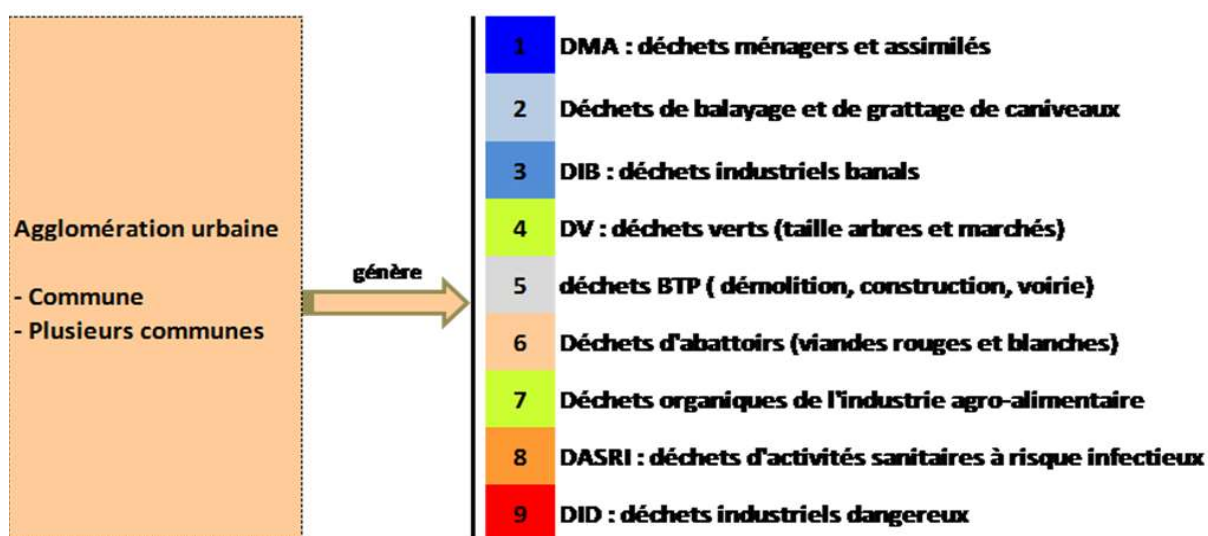 Agglomération urbaine
- Commune
- Plusieurs communes
génère
1 DMA : déchets ménagers et assimilés
2 Déchets de balayage et de grattage de caniveaux
3 DIB : déchets industriels banals
4 DV : déchets verts (taille arbres et marchés)
5 déchets BTP ( démolition, construction, voirie)
6 Déchets d'abattoirs (viandes rouges et blanches)
7 Déchets organiques de l'industrie agro-alimentaire
8 DASRI : déchets d'activités sanitaires à risque infectieux
9 DID : déchets industriels dangereux